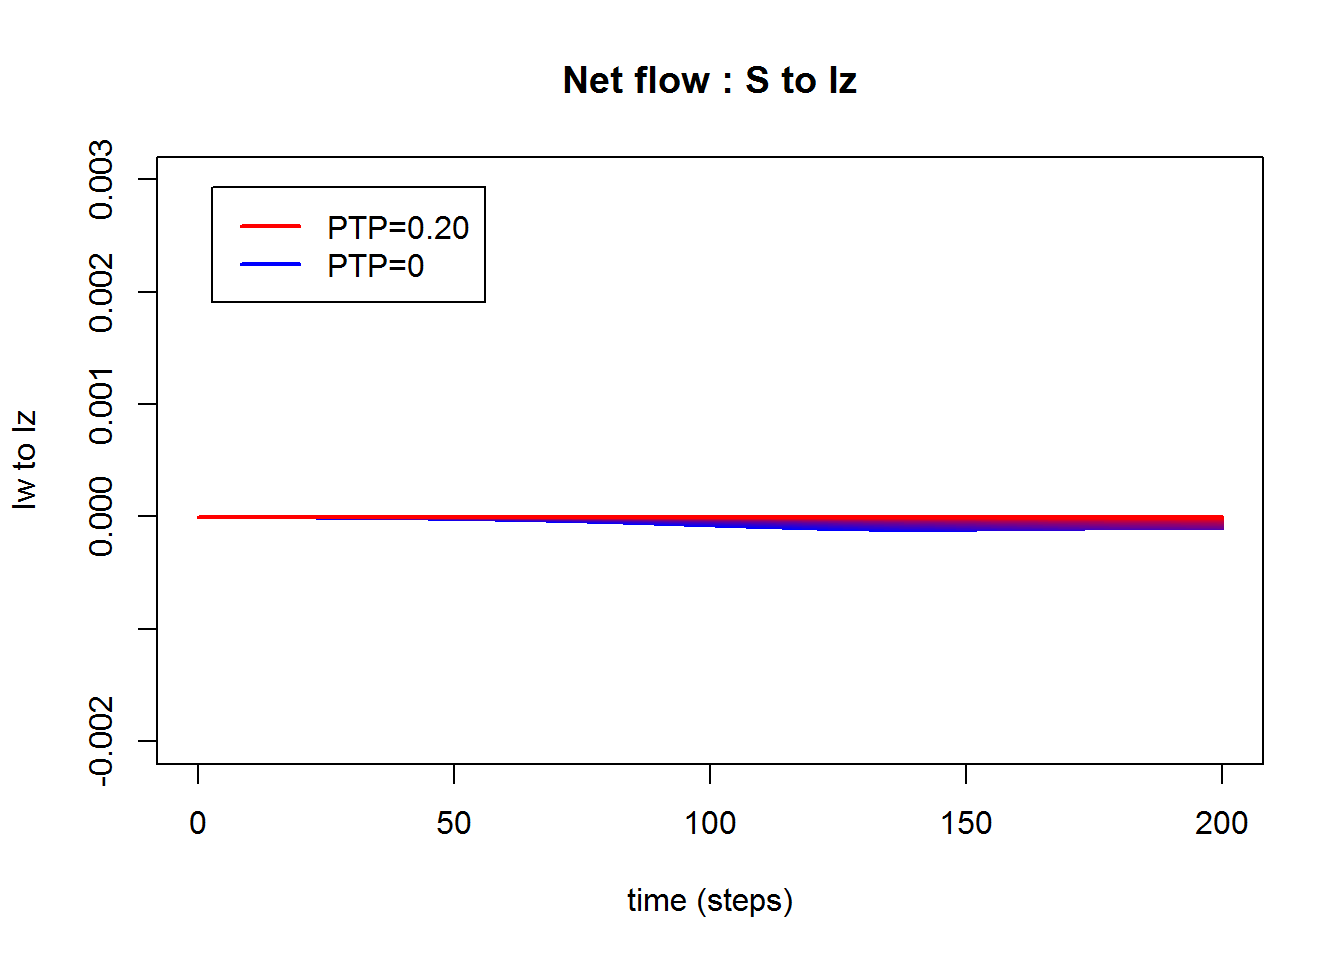 Net flow : S to Iz
PTP=0.20
PTP=0
0.003
0.002
0.001
0.000
-0.002
Iw to Iz
0 50 100 150 200
time (steps)